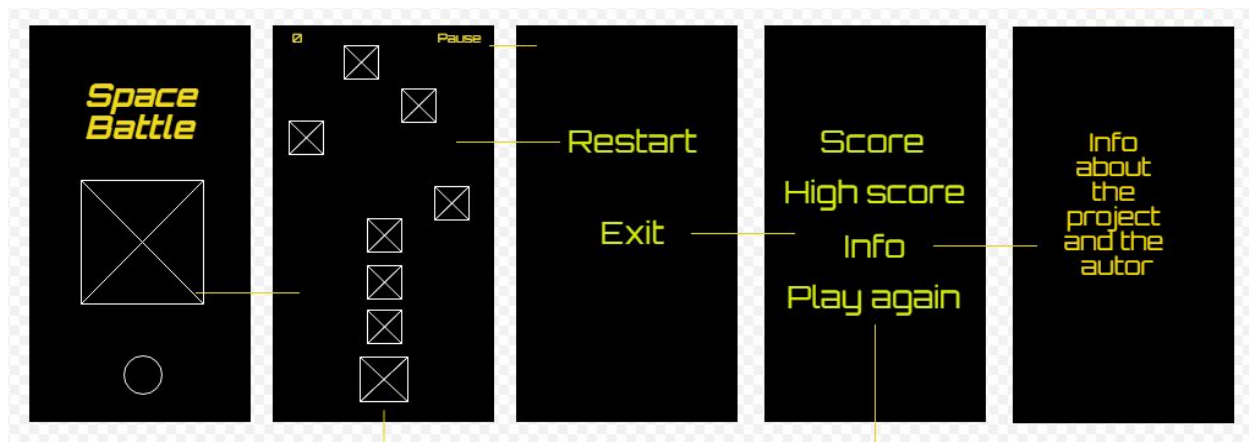 Space
Battle
0
Pause
Restart
Exit
Score
High score
Info
Play again
Info
about
the
project
and the
autor